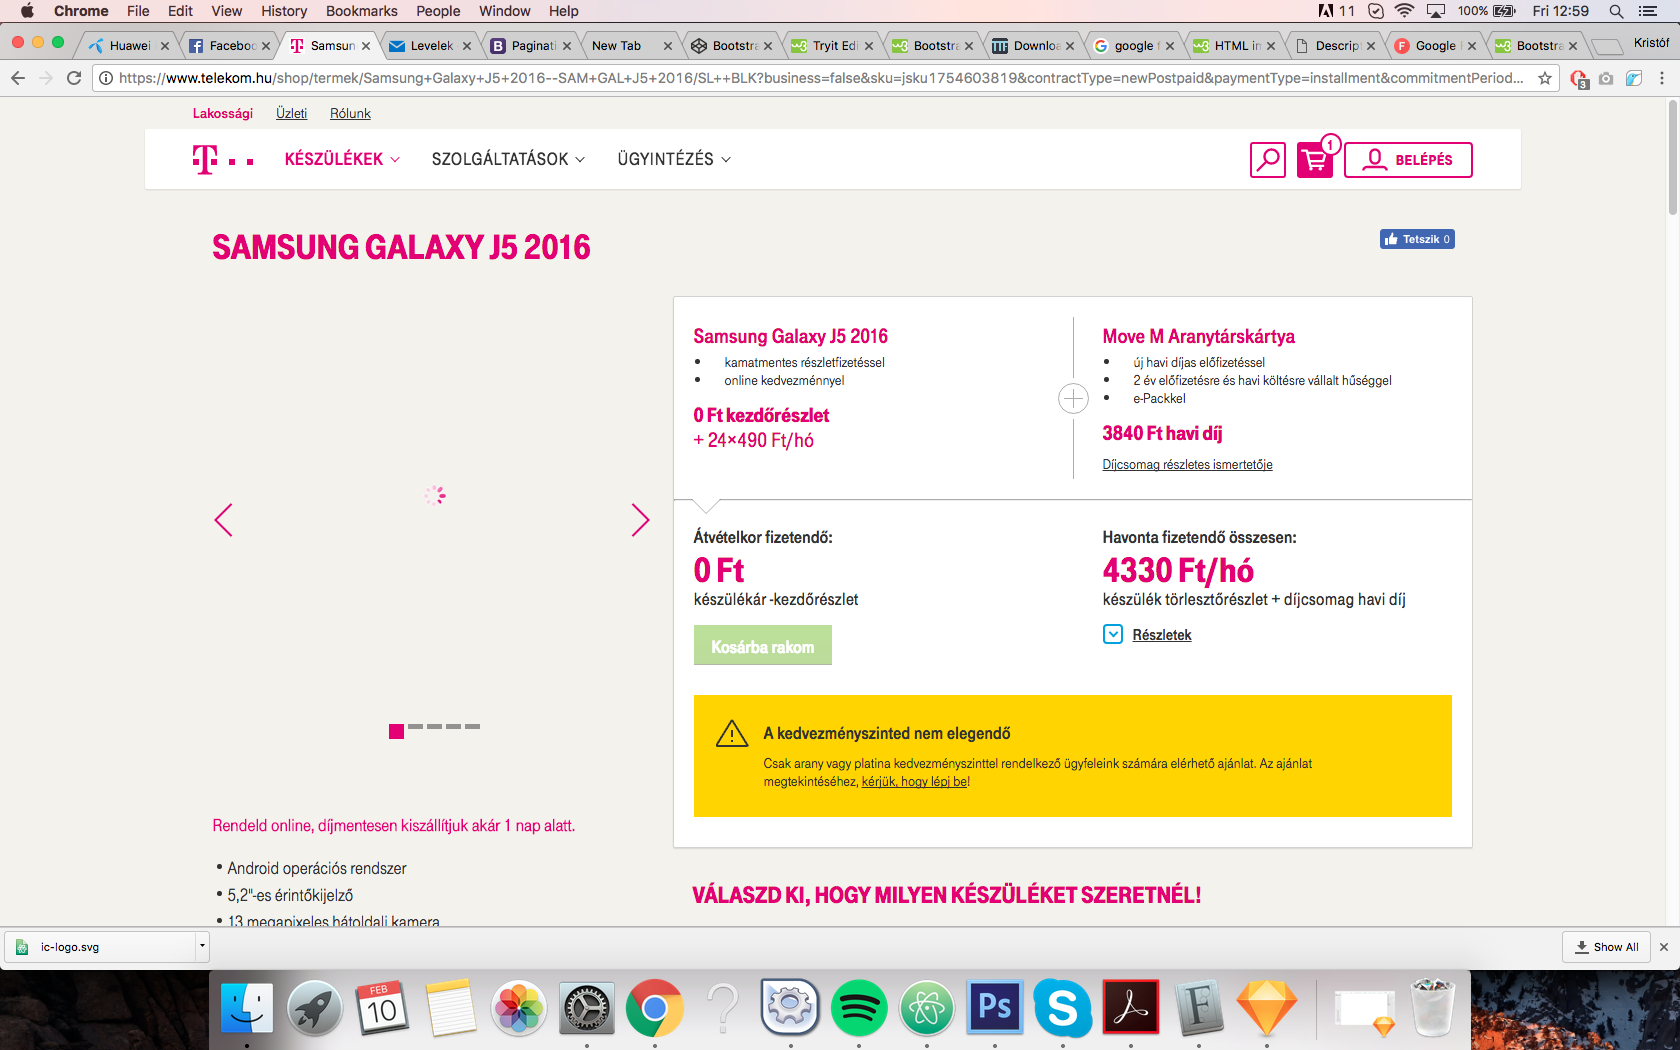 Chrome File Edit View History Bookmarks People Window Help 11 100% Fri 12:59
Huawei Faceboo Samsun Levelek Paginati New Tab Bootstra Tryit Edi Bootstra Downloa google f HTML in Descrip Google Bootstra Kristóf
https://www.telekom.hu/shop/termek/Samsung+Galaxy+J5+2016--SAM+GAL+J5+2016/SL++BLK?business=false&sku=jsku1754603819&contractType=newPostpaid&paymentType=installment&commitmentPeriod... 3
Lakossági Üzleti Rólunk
T KÉSZÜLÉKEK SZOLGÁLTATÁSOK ÜGYINTÉZÉS 1 BELÉPÉS
SAMSUNG GALAXY J5 2016
Tetszik 0
Samsung Galaxy J5 2016
• kamatmentes részletfizetéssel
• online kedvezménnyel
0 Ft kezdőrészlet
+ 24×490 Ft/hó
Move M Aranytárskártya
• új havi díjas előfizetéssel
• 2 év előfizetésre és havi költésre vállalt hűséggel
• e-Packkel
3840 Ft havi díj
Díjcsomag részletes ismertetője
Átvételkor fizetendő:
0 Ft
készülékár -kezdőrészlet
Kosárba rakom
Havonta fizetendő összesen:
4330 Ft/hó
készülék törlesztőrészlet + díjcsomag havi díj
Részletek
A kedvezményszinted nem elegendő
Csak arany vagy platina kedvezményszinttel rendelkező ügyfeleink számára elérhető ajánlat. Az ajánlat
megtekintéséhez, kérjük, hogy lépj be!
Rendeld online, díjmentesen kiszállítjuk akár 1 nap alatt.
• Android operációs rendszer
• 5,2"-es érintőkijelző
• 13 megapixeles hátoldali kamera
VÁLASZD KI, HOGY MILYEN KÉSZÜLÉKET SZERETNÉL!
ic-logo.svg
Show All
FEB
10
Ps